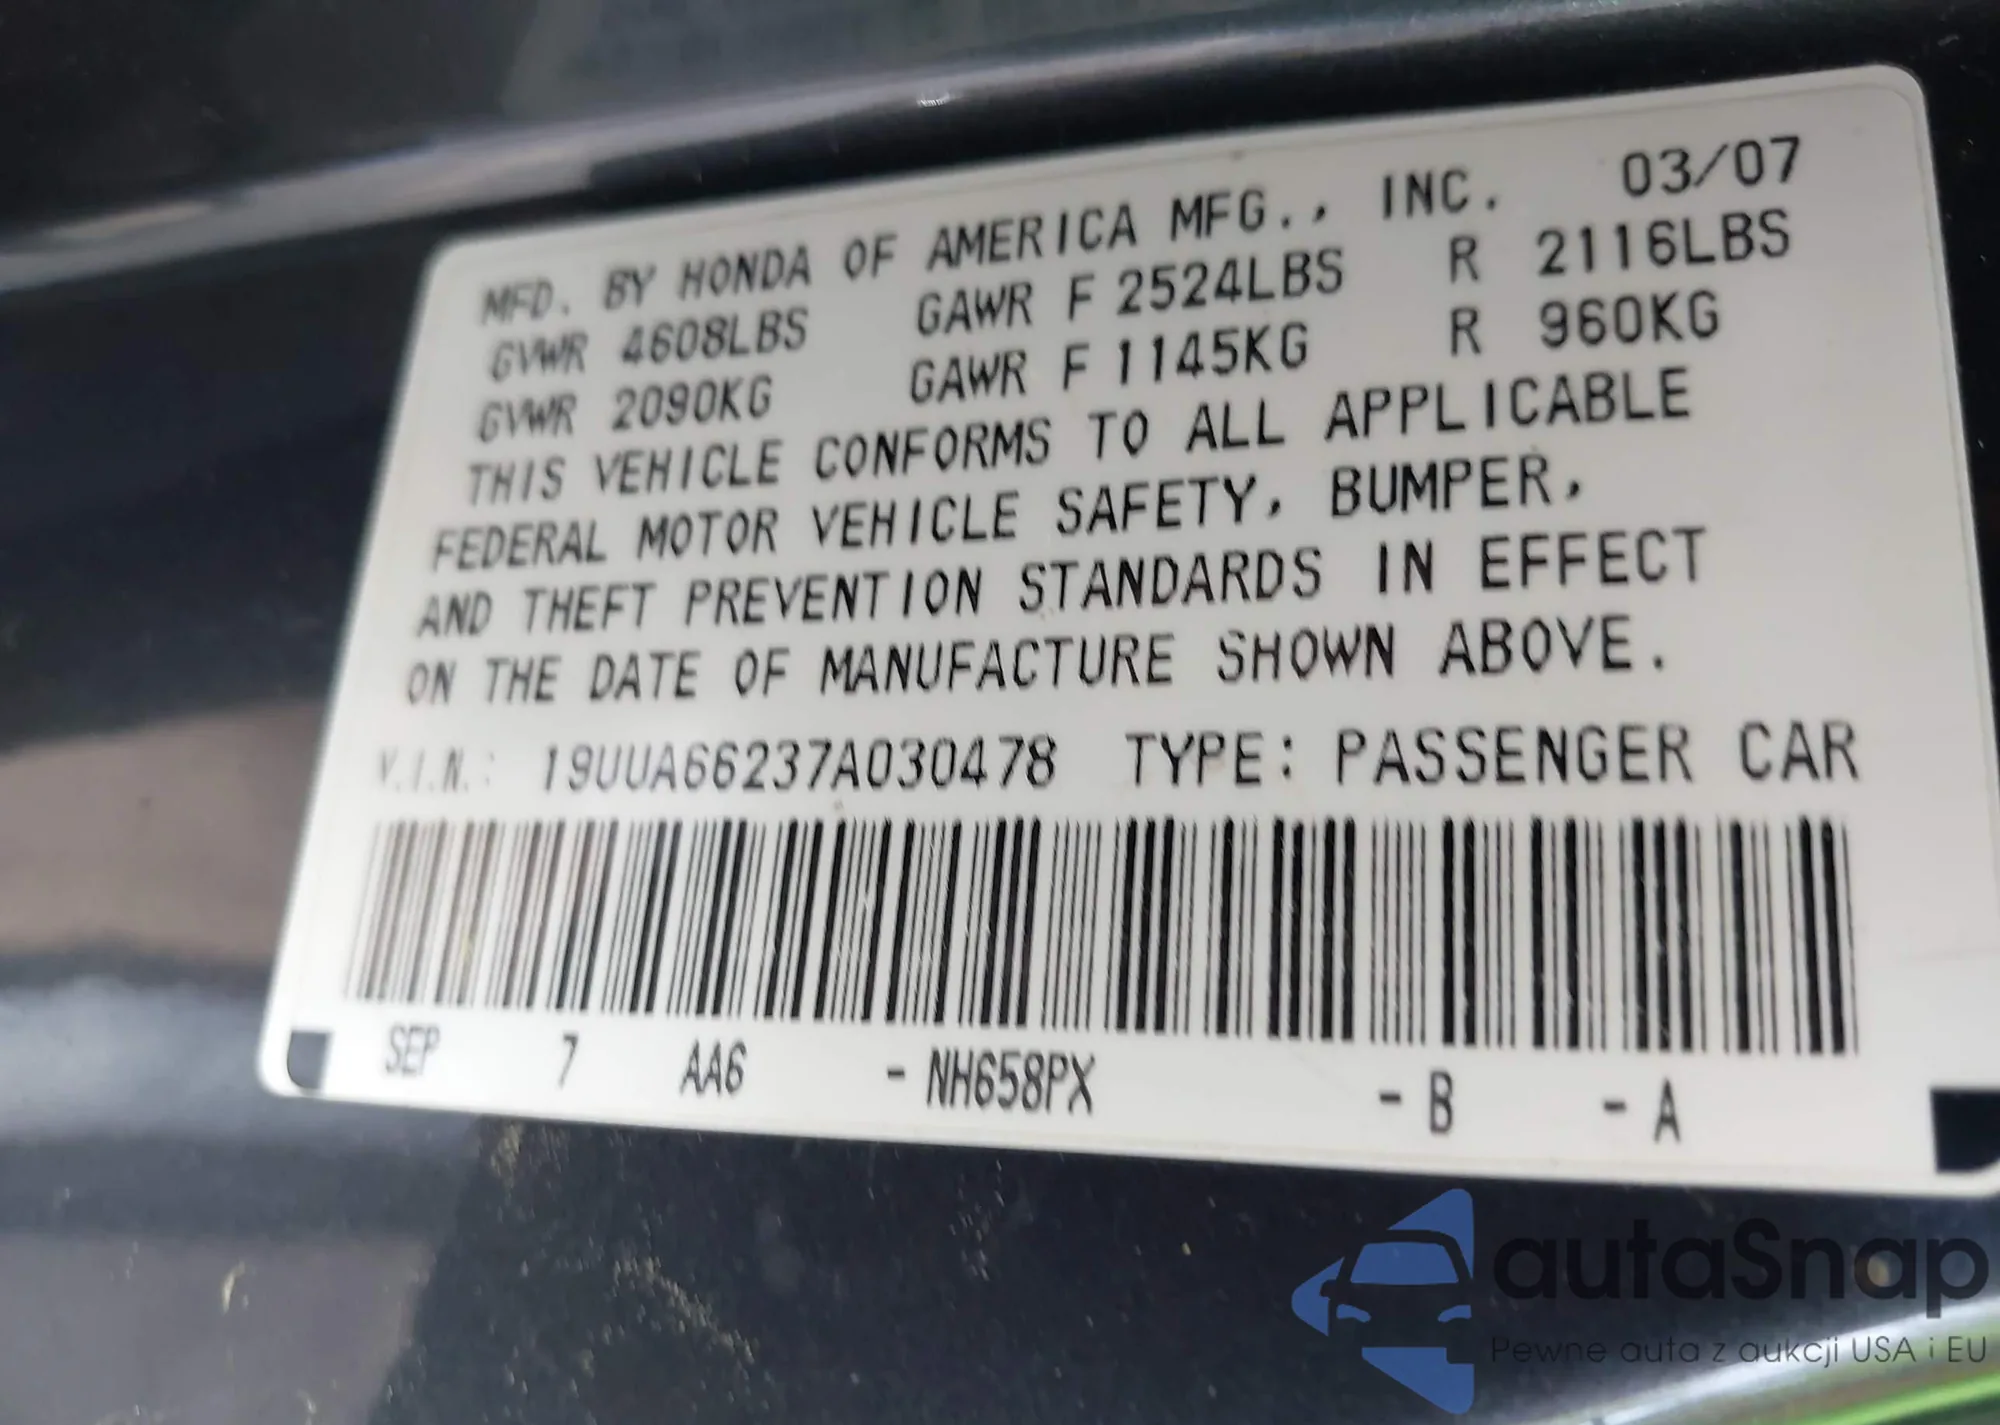 MFD. BY HONDA OF AMERICA MFG., INC. 03/07
GVWR 4608LBS GAWR F 2524LBS R 2116LBS
GVWR 2090KG GAWR F 1145KG R 960KG
THIS VEHICLE CONFORMS TO ALL APPLICABLE
FEDERAL MOTOR VEHICLE SAFETY, BUMPER,
AND THEFT PREVENTION STANDARDS IN EFFECT
ON THE DATE OF MANUFACTURE SHOWN ABOVE.
V.I.N.: 19UUA66237A030478 TYPE: PASSENGER CAR
SEP 7 AA6 - NH658PX - B - A
autaSnap
Pewne auta z aukcji USA i EU